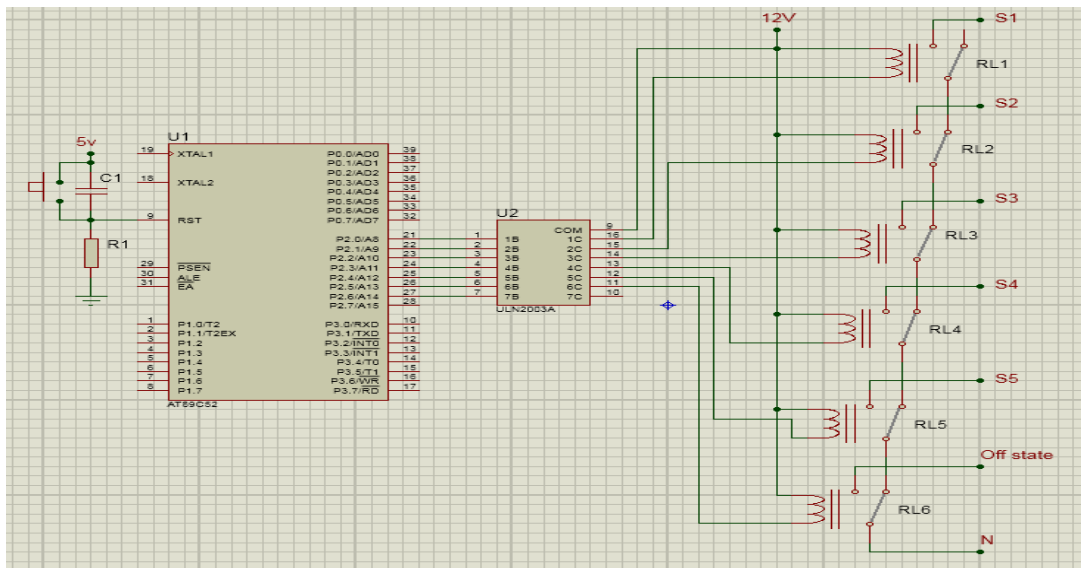 12V
S1
RL1
S2
RL2
S3
RL3
S4
RL4
S5
RL5
Off state
RL6
N
5v
C1
R1
U1
19 XTAL1
18 XTAL2
9 RST
29 PSEN
30 ALE
31 EA
1 P1.0/T2
2 P1.1/T2EX
3 P1.2
4 P1.3
5 P1.4
6 P1.5
7 P1.6
8 P1.7
P0.0/AD0 39
P0.1/AD1 38
P0.2/AD2 37
P0.3/AD3 36
P0.4/AD4 35
P0.5/AD5 34
P0.6/AD6 33
P0.7/AD7 32
P2.0/A8 21
P2.1/A9 22
P2.2/A10 23
P2.3/A11 24
P2.4/A12 25
P2.5/A13 26
P2.6/A14 27
P2.7/A15 28
P3.0/RXD 10
P3.1/TXD 11
P3.2/INT0 12
P3.3/INT1 13
P3.4/T0 14
P3.5/T1 15
P3.6/WR 16
P3.7/RD 17
AT89C52
U2
COM 9
1 1B 1C 16
2 2B 2C 15
3 3B 3C 14
4 4B 4C 13
5 5B 5C 12
6 6B 6C 11
7 7B 7C 10
ULN2003A